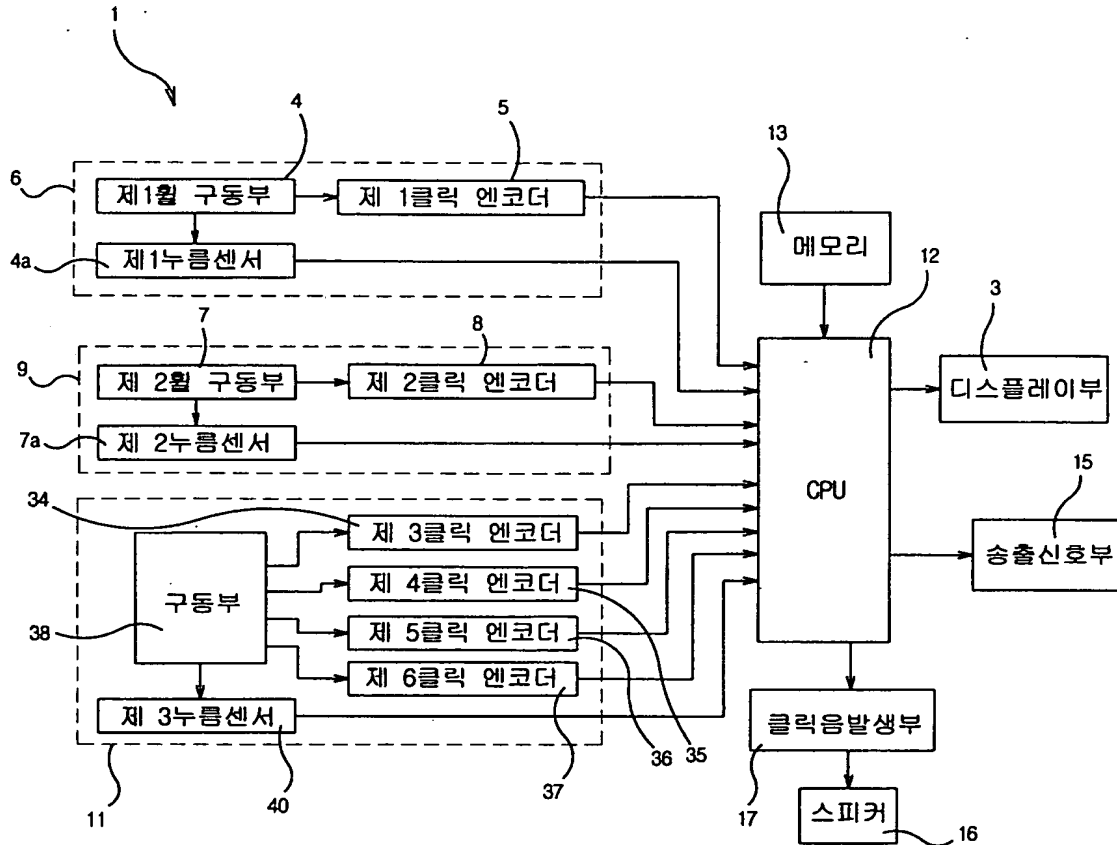 1
4
5
6
제1휠 구동부
제 1클릭 엔코더
13
메모리
4a
제1누름센서
12
7
8
3
9
제 2휠 구동부
제 2클릭 엔코더
디스플레이부
7a
제 2누름센서
CPU
34
제 3클릭 엔코더
15
송출신호부
제 4클릭 엔코더
구동부
38
제 5클릭 엔코더
제 6클릭 엔코더
제 3누름센서
클릭음발생부
11
40
37
36
35
17
스피커
16